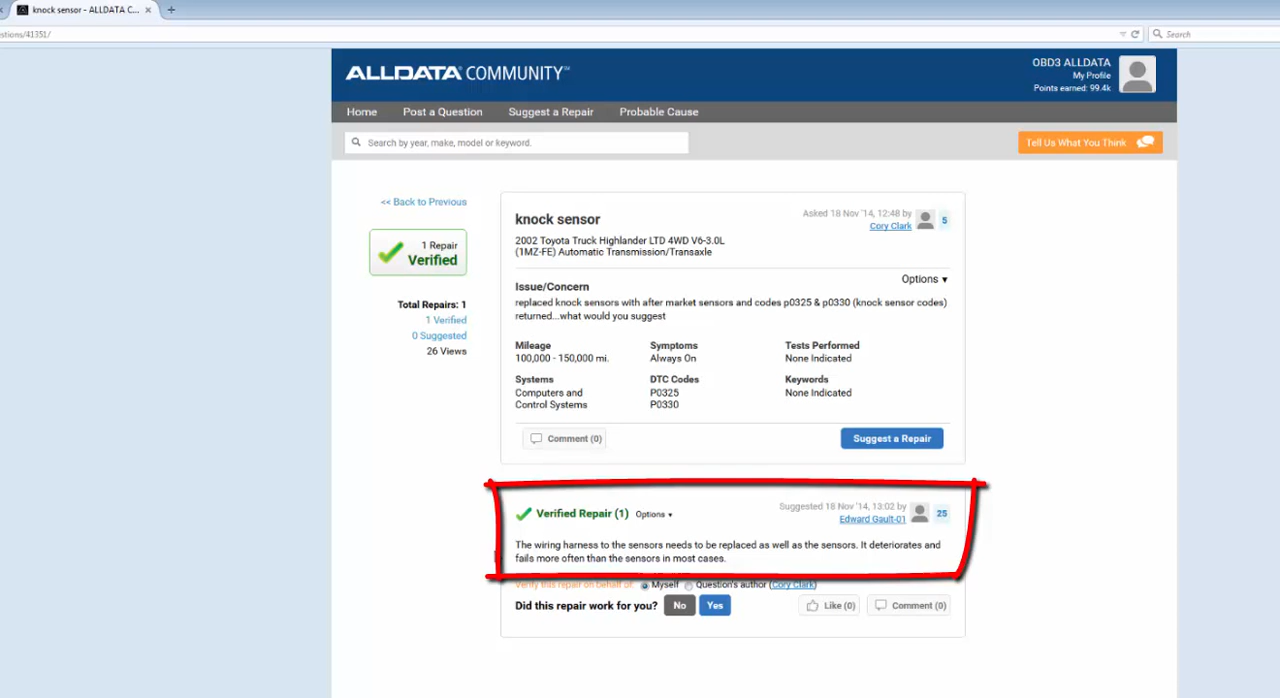 knock sensor - ALLDATA C...
stions/41351/
Search
ALLDATA COMMUNITY
OBD3 ALLDATA
My Profile
Points earned: 99.4k
Home Post a Question Suggest a Repair Probable Cause
Search by year, make, model or keyword.
Tell Us What You Think
<< Back to Previous
1 Repair
Verified
Total Repairs: 1
1 Verified
0 Suggested
26 Views
knock sensor
Asked 18 Nov '14, 12:48 by
Cory Clark
5
2002 Toyota Truck Highlander LTD 4WD V6-3.0L
(1MZ-FE) Automatic Transmission/Transaxle
Options ▼
Issue/Concern
replaced knock sensors with after market sensors and codes p0325 & p0330 (knock sensor codes)
returned...what would you suggest
Mileage Symptoms Tests Performed
100,000 - 150,000 mi. Always On None Indicated
Systems DTC Codes Keywords
Computers and P0325 None Indicated
Control Systems P0330
Comment (0)
Suggest a Repair
Verified Repair (1) Options ▾
Suggested 18 Nov '14, 13:02 by
Edward Gault-01
25
The wiring harness to the sensors needs to be replaced as well as the sensors. It deteriorates and
fails more often than the sensors in most cases.
Verify this repair on behalf of: Myself Question's author (Cory Clark)
Did this repair work for you? No Yes Like (0) Comment (0)